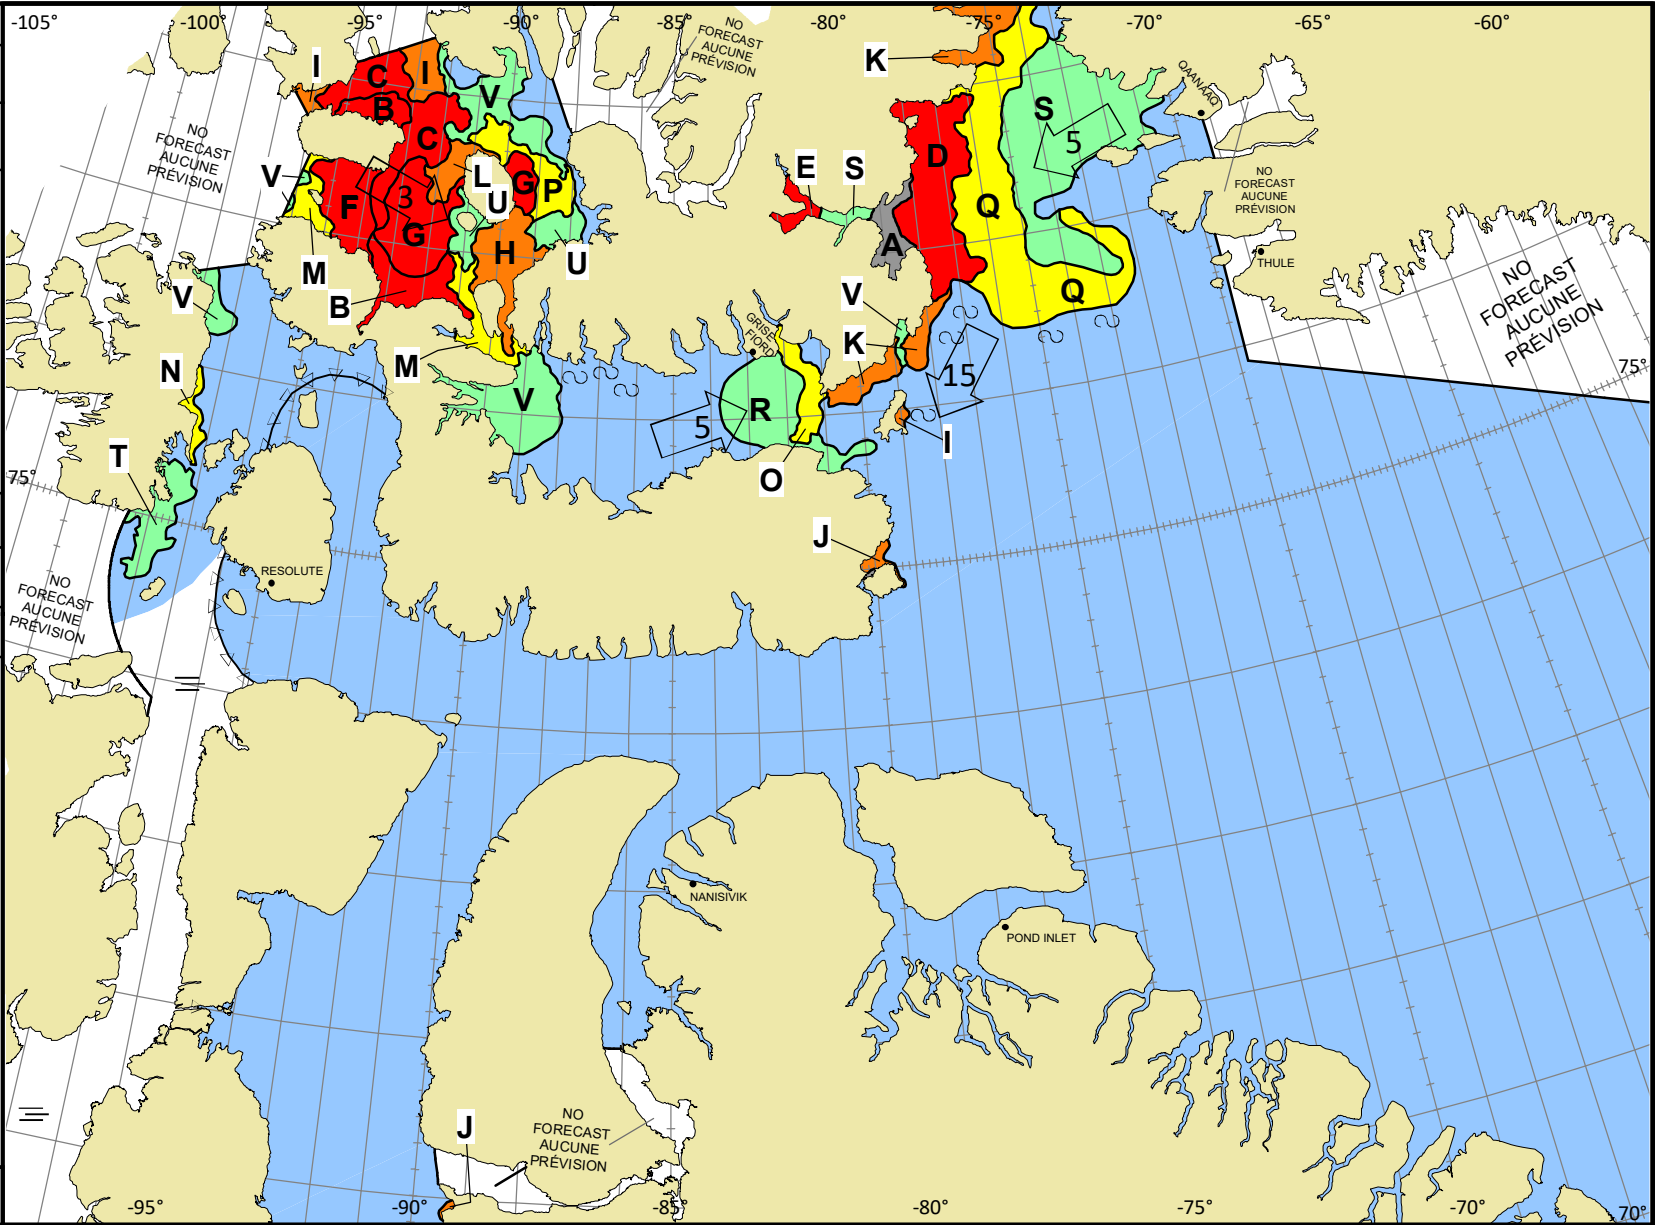 -105°
-100°
-95°
-90°
-85°
-80°
-75°
-70°
-65°
-60°
NO
FORECAST
AUCUNE
PRÉVISION
K
I
C
I
B
V
C
S
5
QAANAAQ
NO
FORECAST
AUCUNE
PRÉVISION
V
F
3
G
L
U
G
P
E
S
D
Q
A
NO
FORECAST
AUCUNE
PRÉVISION
M
B
H
U
V
THULE
Q
NO
FORECAST
AUCUNE
PRÉVISION
V
K
GRISE
FIORD
N
M
V
15
75°
R
5
O
I
T
75°
J
RESOLUTE
NO
FORECAST
AUCUNE
PRÉVISION
NANISIVIK
POND INLET
J
NO
FORECAST
AUCUNE
PRÉVISION
-95°
-90°
-85°
-80°
-75°
-70°
70°